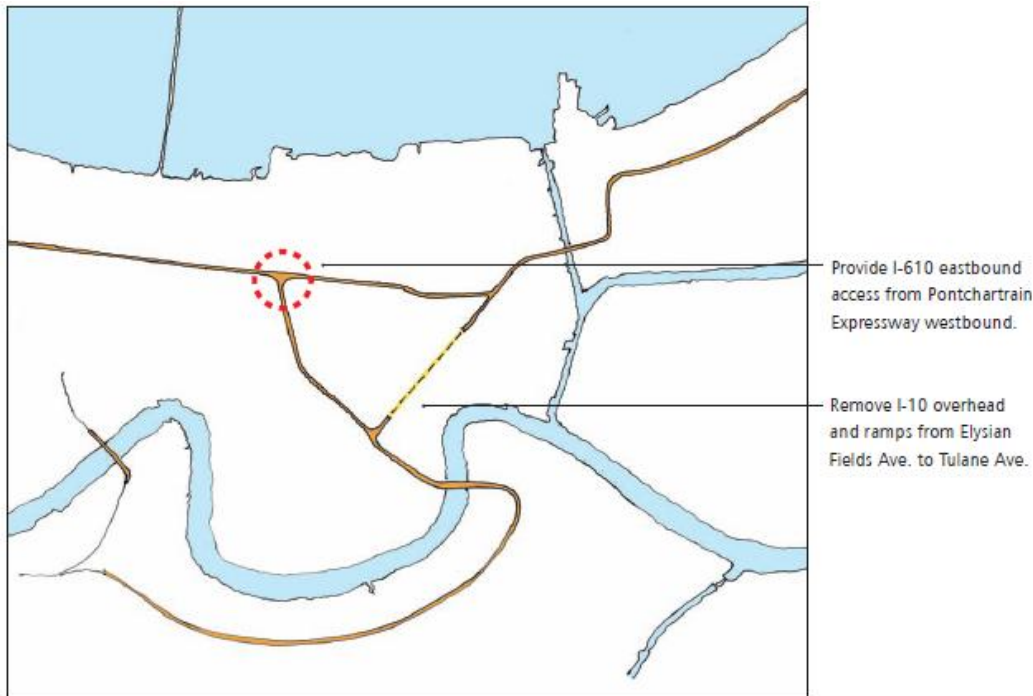 Provide I-610 eastbound
access from Pontchartrain
Expressway westbound.
Remove I-10 overhead
and ramps from Elysian
Fields Ave. to Tulane Ave.